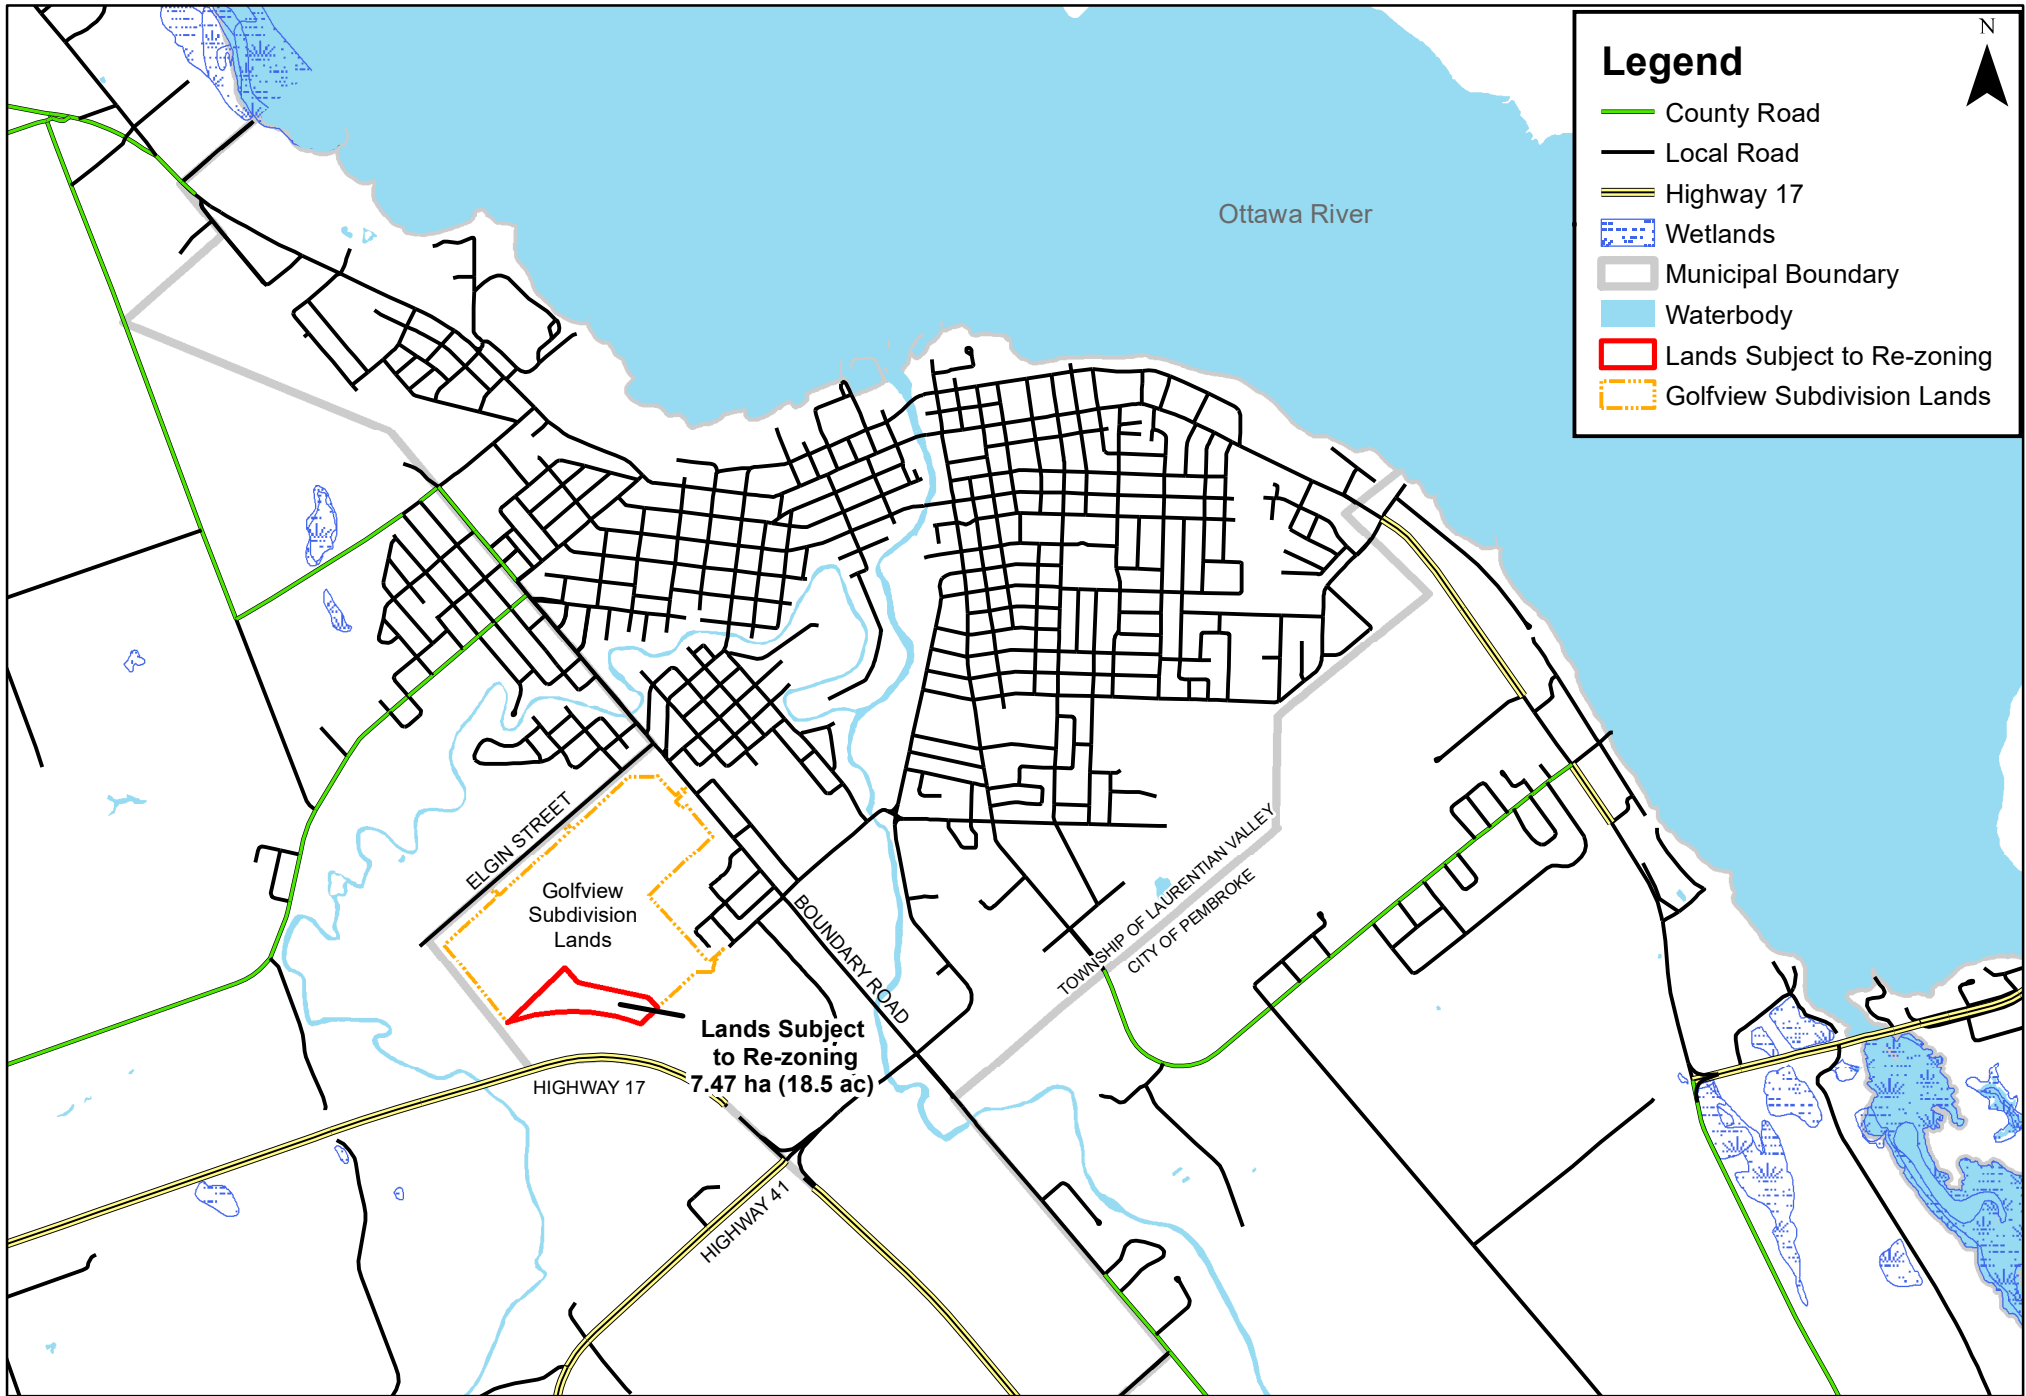 N
Legend
County Road
Local Road
Highway 17
Wetlands
Municipal Boundary
Waterbody
Lands Subject to Re-zoning
Golfview Subdivision Lands
Ottawa River
ELGIN STREET
Golfview
Subdivision
Lands
BOUNDARY ROAD
TOWNSHIP OF LAURENTIAN VALLEY
CITY OF PEMBROKE
Lands Subject
to Re-zoning
7.47 ha (18.5 ac)
HIGHWAY 17
HIGHWAY 41